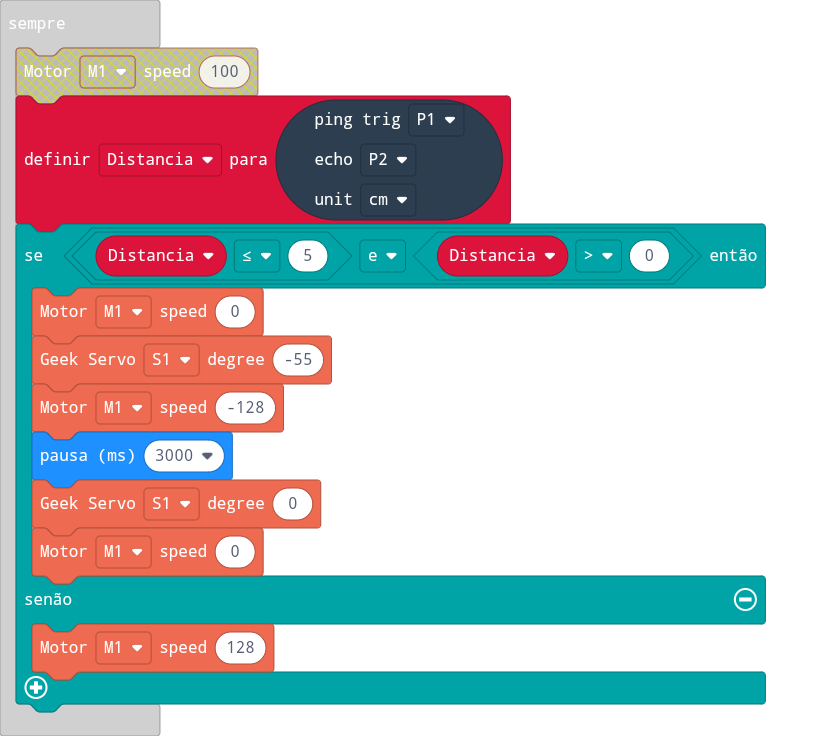 sempre
Motor M1 speed 100
ping trig P1
definir Distancia para echo P2
unit cm
se Distancia ≤ 5 e Distancia > 0 então
Motor M1 speed 0
Geek Servo S1 degree -55
Motor M1 speed -128
pausa (ms) 3000
Geek Servo S1 degree 0
Motor M1 speed 0
senão
Motor M1 speed 128